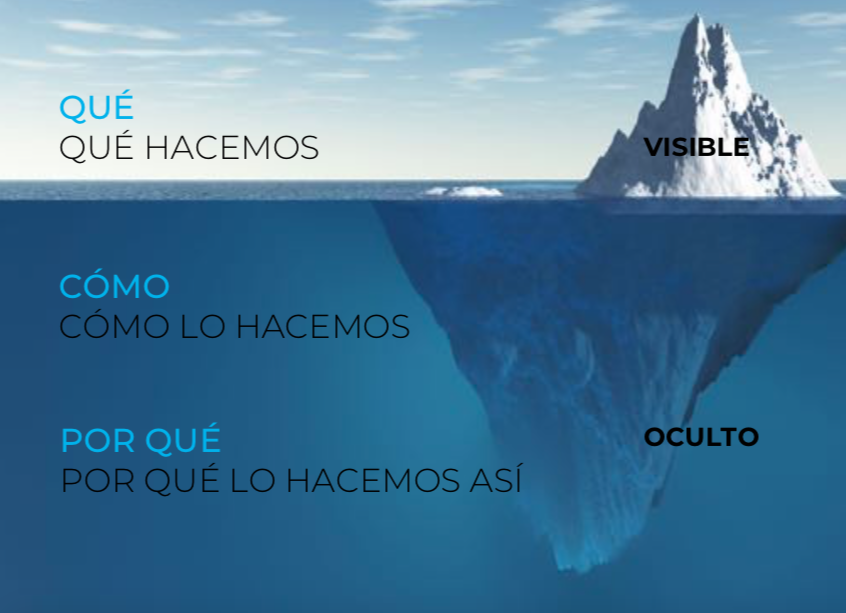 QUÉ
QUÉ HACEMOS
VISIBLE
CÓMO
CÓMO LO HACEMOS
POR QUÉ
POR QUÉ LO HACEMOS ASÍ
OCULTO